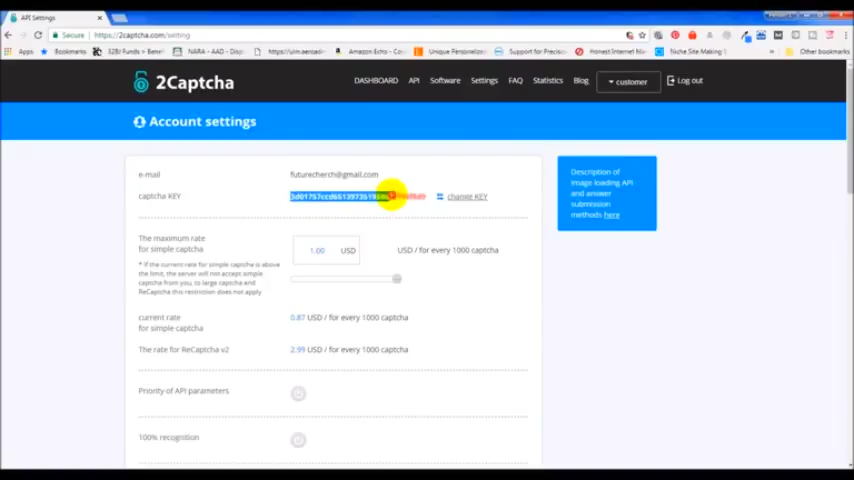 API Settings
Secure https://2captcha.com/setting
Apps Bookmarks NARA - AAD - Disp Amazon Echo - Co Unique Personaliz Support for Precisio Honest Internet Niche Site Making Other bookmarks
2Captcha DASHBOARD API Software Settings FAQ Statistics Blog customer Log out
Account settings
e-mail futurecherch@gmail.com
captcha KEY change KEY
The maximum rate
for simple captcha
1.00 USD USD / for every 1000 captcha
* If the current rate for simple captcha is above
the limit, the server will not accept simple
captcha from you, to large captcha and
ReCaptcha this restriction does not apply
current rate
for simple captcha
0.87 USD / for every 1000 captcha
The rate for ReCaptcha v2 2.99 USD / for every 1000 captcha
Priority of API parameters
100% recognition
Description of
image loading API
and answer
submission
methods here